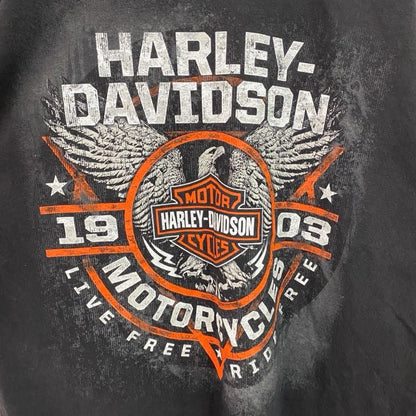 HARLEY-
DAVIDSON
MOTOR
HARLEY-DAVIDSON
CYCLES
19 03
MOTORCYCLES
LIVE FREE RIDE FREE